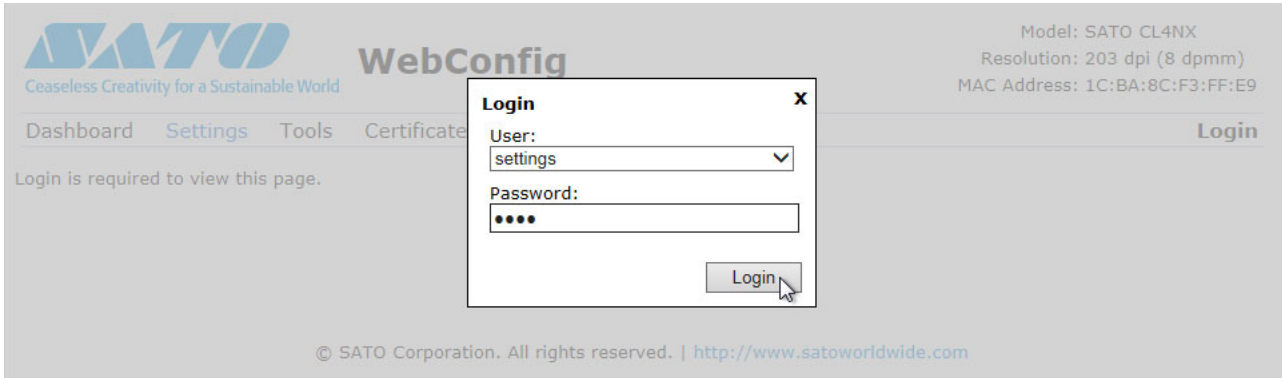 SATO
Ceaseless Creativity for a Sustainable World
WebConfig
Model: SATO CL4NX
Resolution: 203 dpi (8 dpmm)
MAC Address: 1C:BA:8C:F3:FF:E9
Dashboard Settings Tools Certificate Login
Login is required to view this page.
Login x
User:
settings
Password:
••••
Login
© SATO Corporation. All rights reserved. | http://www.satoworldwide.com